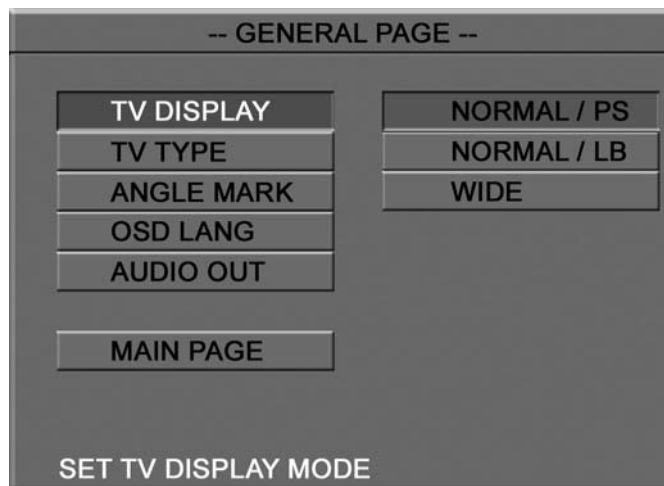 -- GENERAL PAGE --
TV DISPLAY
TV TYPE
ANGLE MARK
OSD LANG
AUDIO OUT
MAIN PAGE
NORMAL / PS
NORMAL / LB
WIDE
SET TV DISPLAY MODE